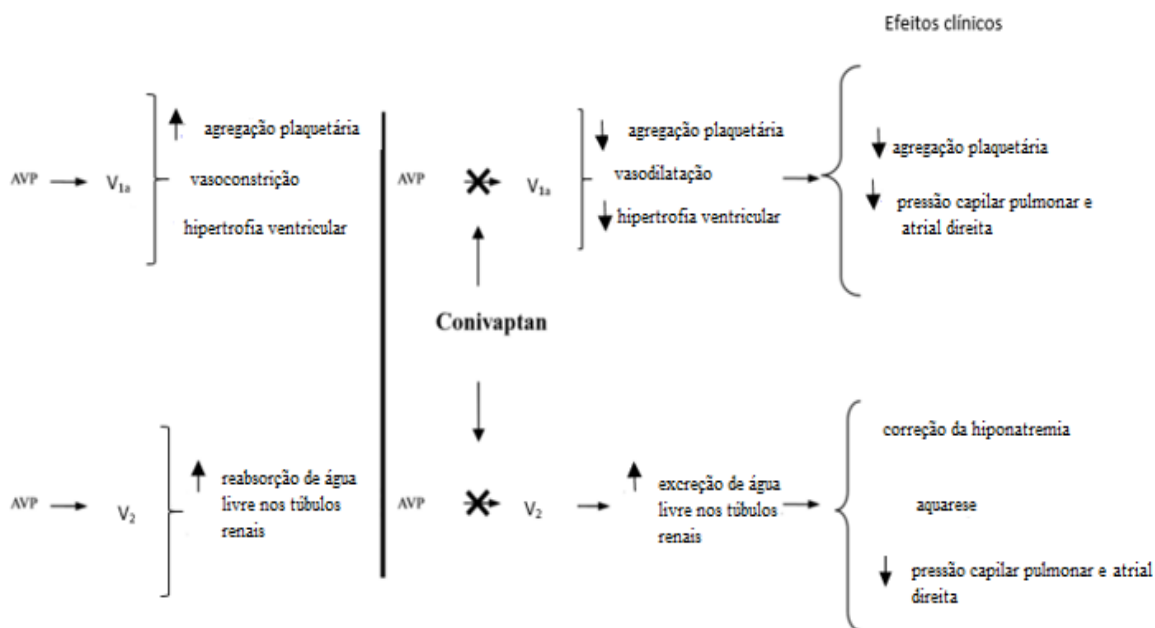 Efeitos clínicos
AVP
V1a
agregação plaquetária
vasoconstrição
hipertrofia ventricular
AVP
V1a
agregação plaquetária
vasodilatação
hipertrofia ventricular
agregação plaquetária
pressão capilar pulmonar e
atrial direita
Conivaptan
AVP
V2
reabsorção de água
livre nos túbulos
renais
AVP
V2
excreção de água
livre nos túbulos
renais
correção da hiponatremia
aquarese
pressão capilar pulmonar e atrial
direita